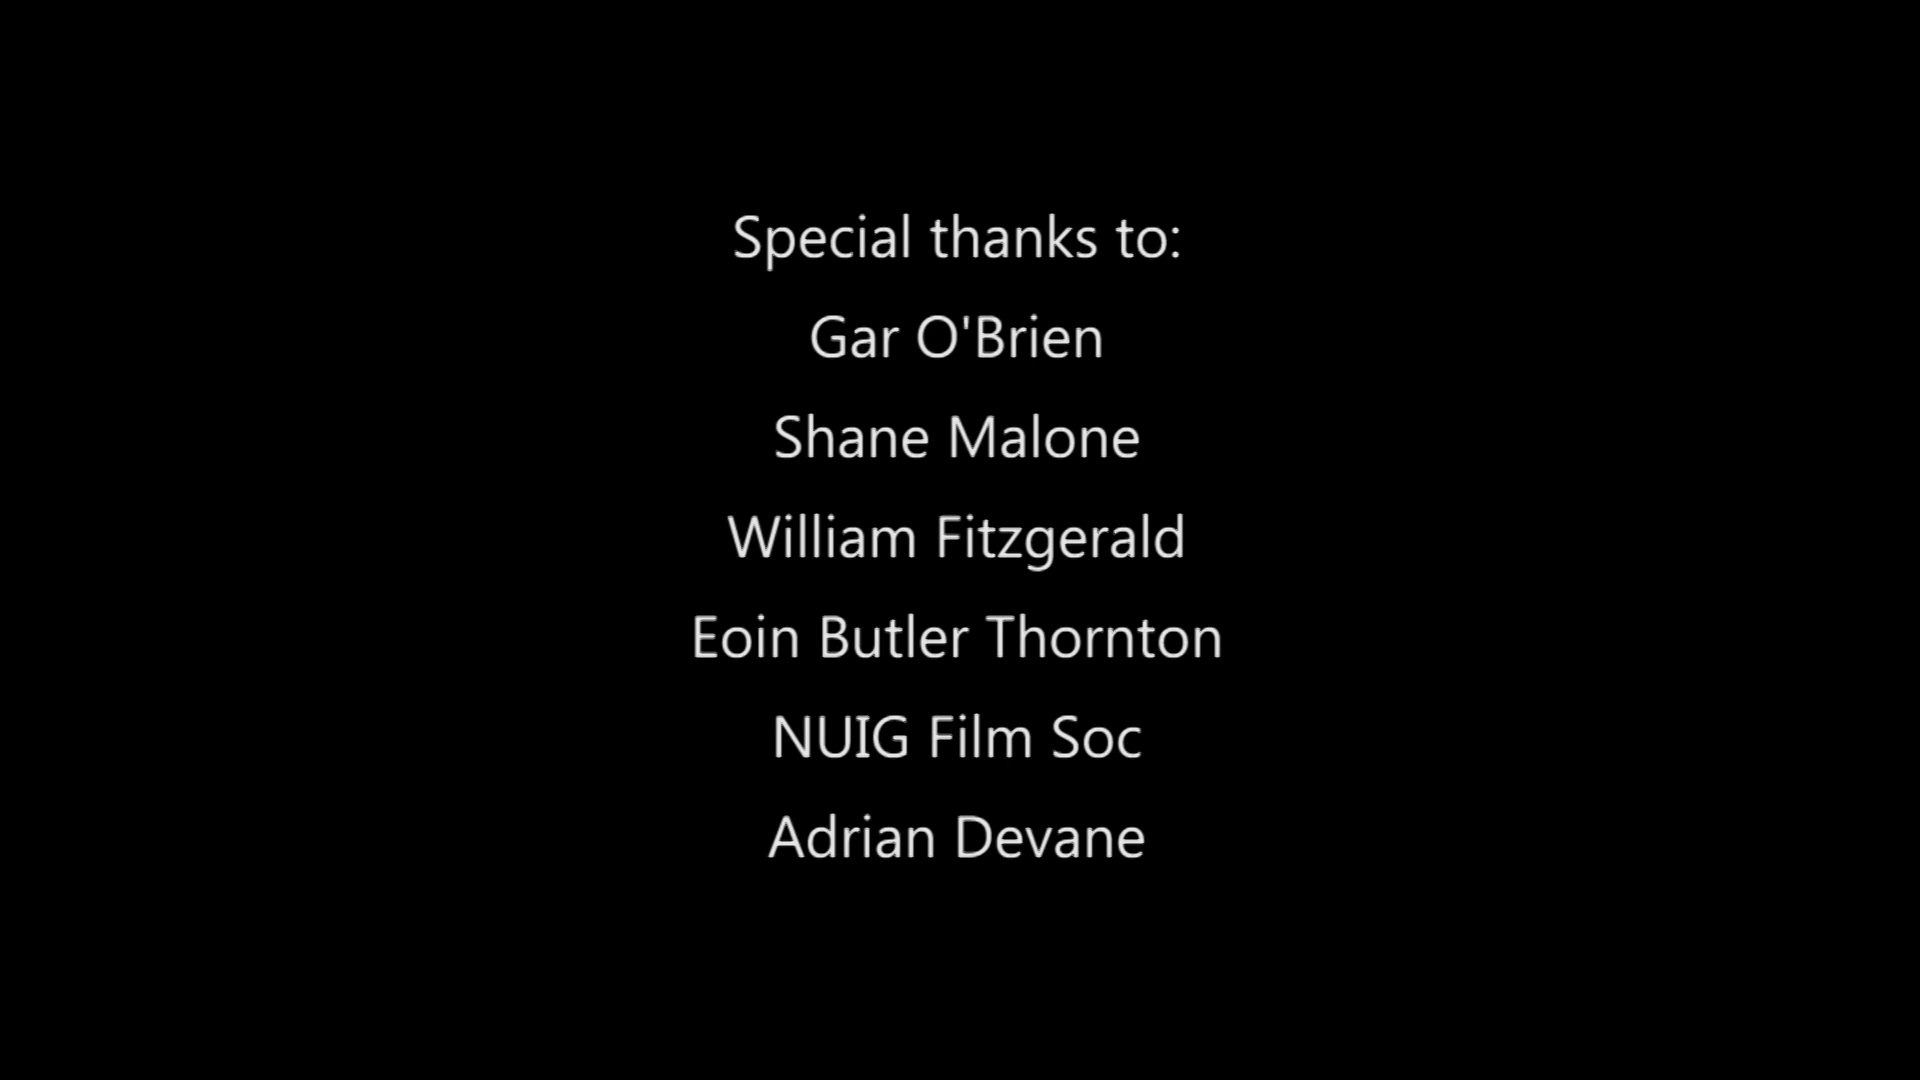 Special thanks to:
Gar O'Brien
Shane Malone
William Fitzgerald
Eoin Butler Thornton
NUIG Film Soc
Adrian Devane